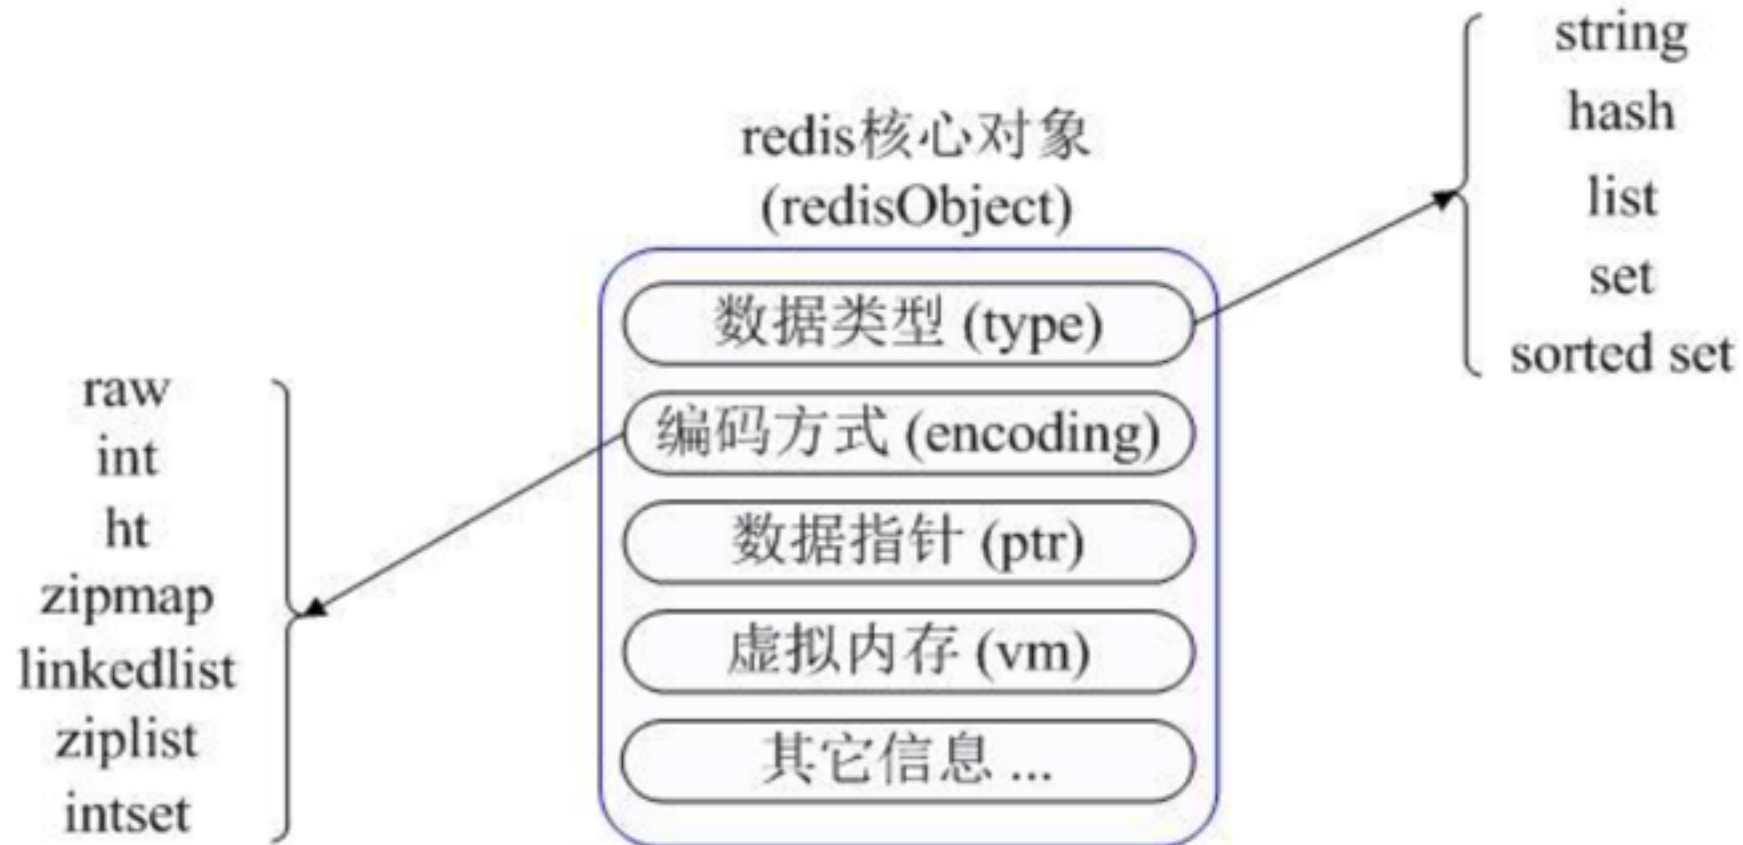 redis核心对象
(redisObject)
数据类型 (type)
编码方式 (encoding)
数据指针 (ptr)
虚拟内存 (vm)
其它信息 ...
string
hash
list
set
sorted set
raw
int
ht
zipmap
linkedlist
ziplist
intset